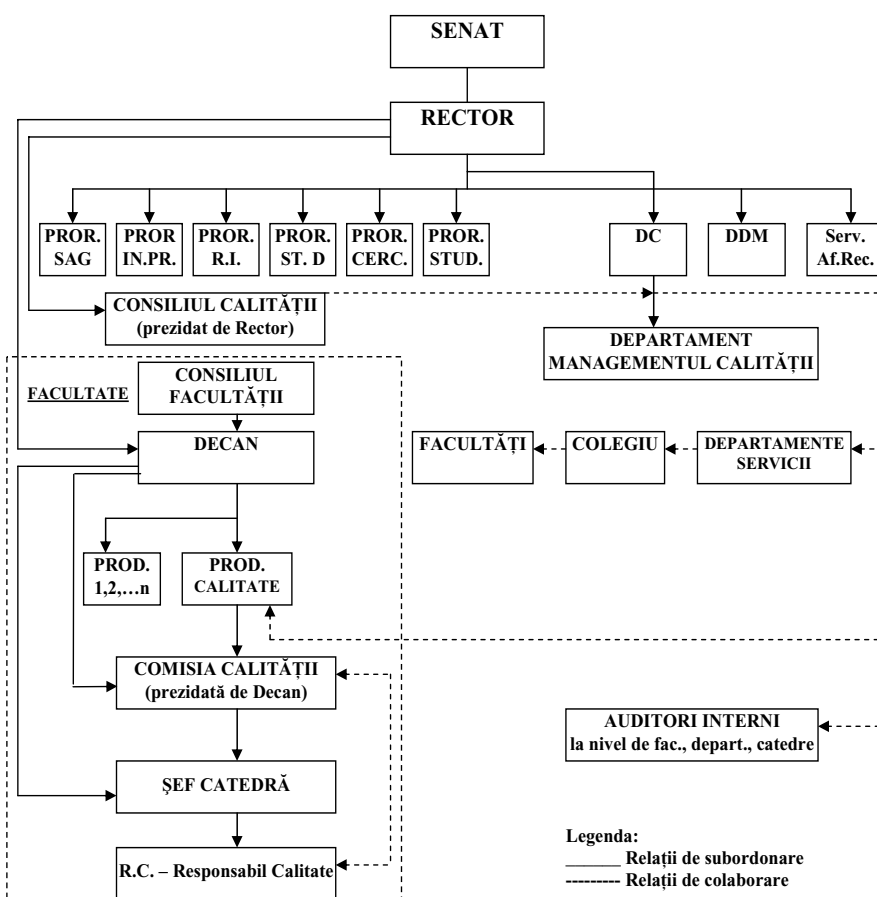 SENAT
RECTOR
PROR.
SAG
PROR
IN.PR.
PROR.
R.I.
PROR.
ST. D
PROR.
CERC.
PROR.
STUD.
DC
DDM
Serv.
Af.Rec.
CONSILIUL CALITĂȚII
(prezidat de Rector)
DEPARTAMENT
MANAGEMENTUL CALITĂȚII
FACULTATE
CONSILIUL
FACULTĂȚII
DECAN
FACULTĂȚI
COLEGIU
DEPARTAMENTE
SERVICII
PROD.
1,2,…n
PROD.
CALITATE
COMISIA CALITĂȚII
(prezidată de Decan)
AUDITORI INTERNI
la nivel de fac., depart., catedre
ŞEF CATEDRĂ
R.C. – Responsabil Calitate
Legenda:
______ Relații de subordonare
--------- Relații de colaborare